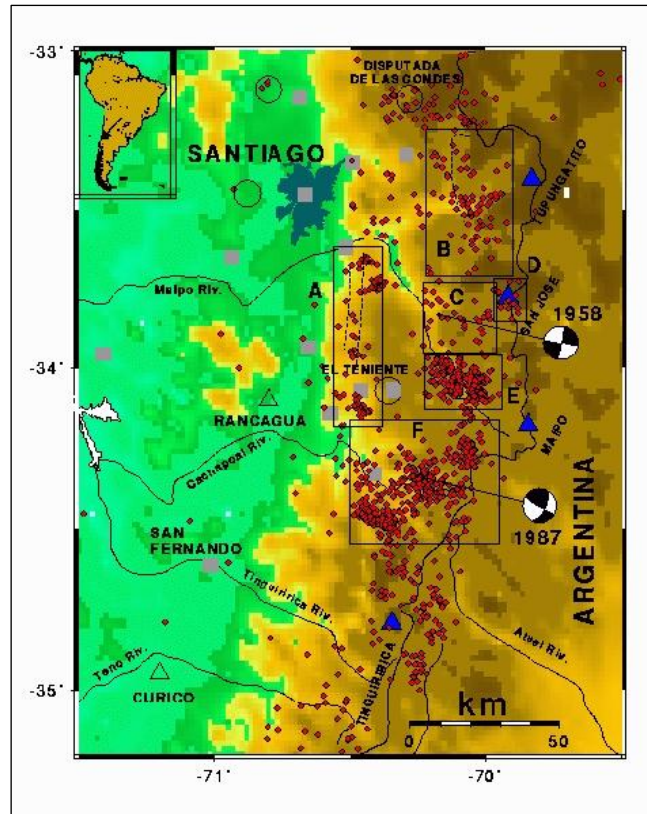 -33°
DISPUTADA
DE LAS CONDES
SANTIAGO
TUPUNGATITO
B
D
A
Maipo Riv.
C
SAN JOSE
1958
-34°
EL TENIENTE
E
RANCAGUA
F
MAIPO
Cachapoal Riv.
ARGENTINA
1987
SAN
FERNANDO
Tinguiririca Riv.
Atuel Riv.
Teno Riv.
TINGUIRIRICA
-35°
CURICO
km
0
50
-71°
-70°